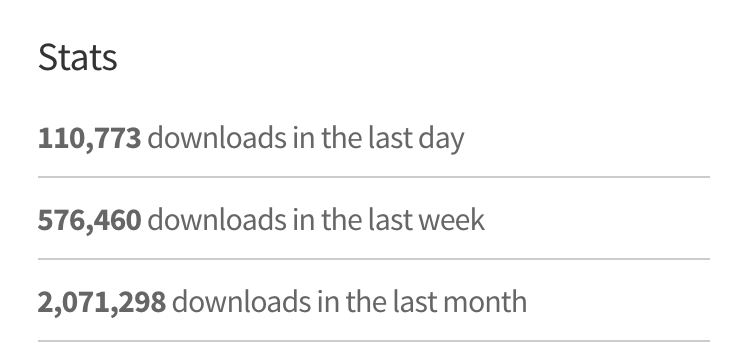 Stats
110,773 downloads in the last day
576,460 downloads in the last week
2,071,298 downloads in the last month